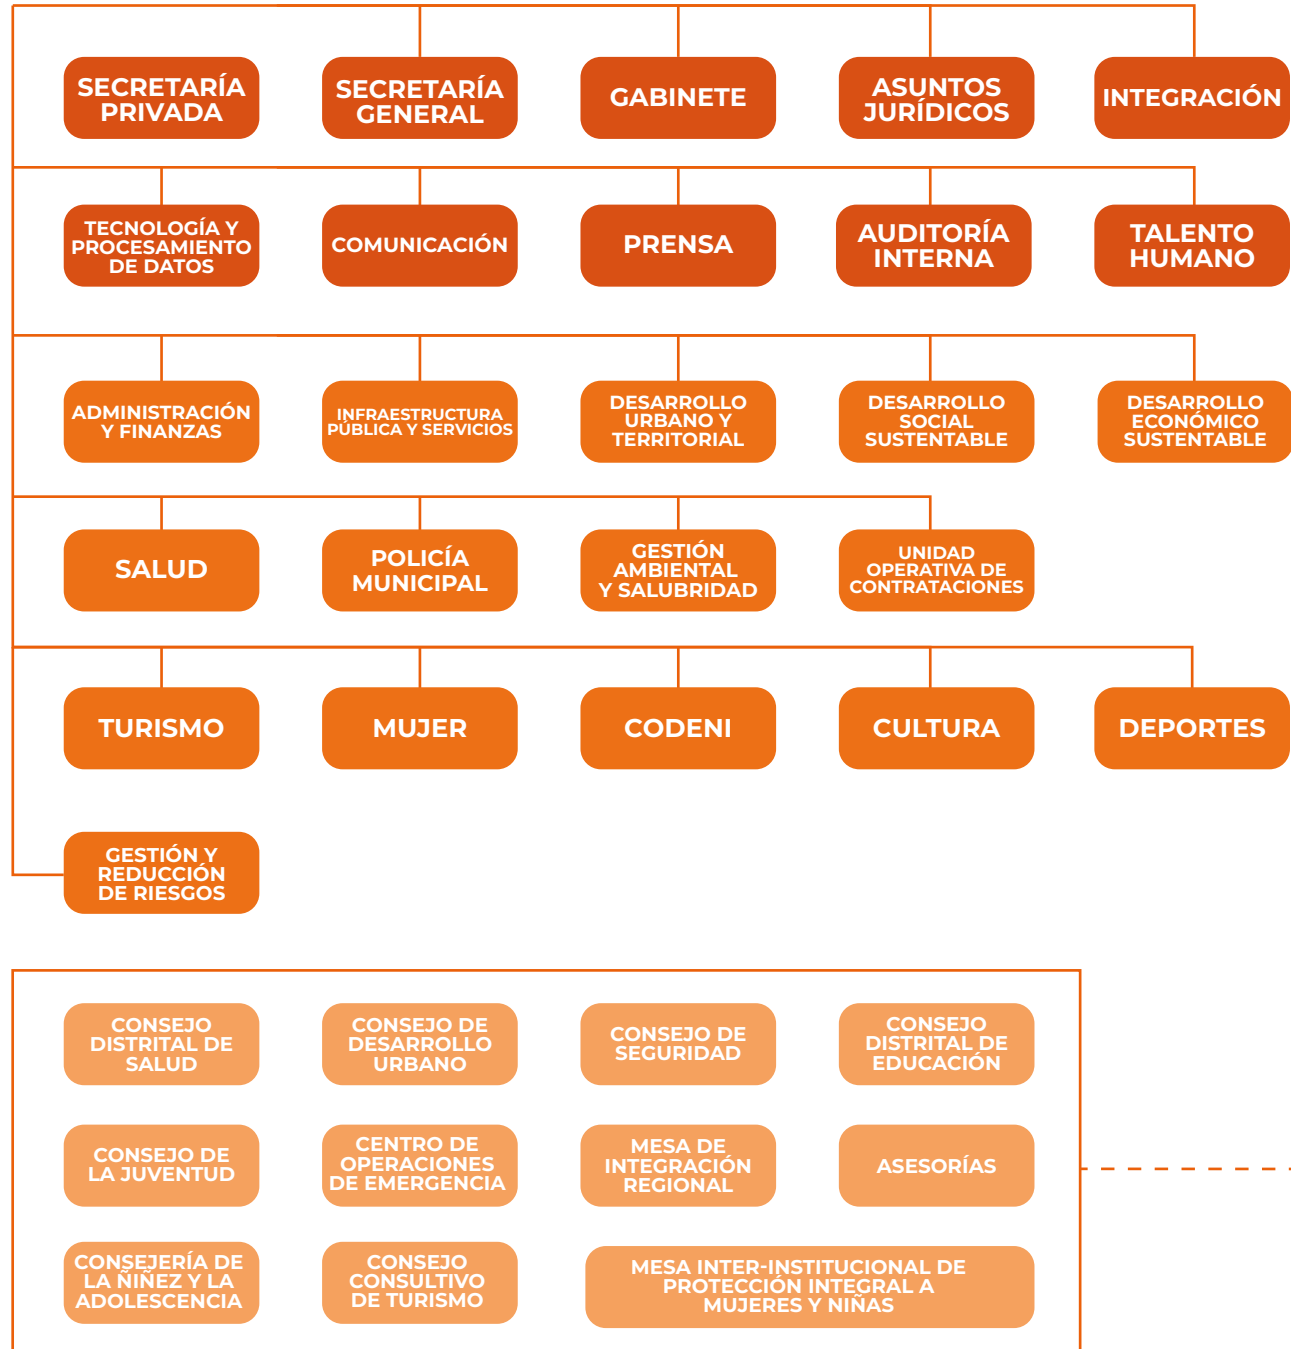 SECRETARÍA
PRIVADA
SECRETARÍA
GENERAL
GABINETE
ASUNTOS
JURÍDICOS
INTEGRACIÓN
TECNOLOGÍA Y
PROCESAMIENTO
DE DATOS
COMUNICACIÓN
PRENSA
AUDITORÍA
INTERNA
TALENTO
HUMANO
ADMINISTRACIÓN
Y FINANZAS
INFRAESTRUCTURA
PÚBLICA Y SERVICIOS
DESARROLLO
URBANO Y
TERRITORIAL
DESARROLLO
SOCIAL
SUSTENTABLE
DESARROLLO
ECONÓMICO
SUSTENTABLE
SALUD
POLICÍA
MUNICIPAL
GESTIÓN
AMBIENTAL
Y SALUBRIDAD
UNIDAD
OPERATIVA DE
CONTRATACIONES
TURISMO
MUJER
CODENI
CULTURA
DEPORTES
GESTIÓN Y
REDUCCIÓN
DE RIESGOS
CONSEJO
DISTRITAL DE
SALUD
CONSEJO DE
DESARROLLO
URBANO
CONSEJO DE
SEGURIDAD
CONSEJO
DISTRITAL DE
EDUCACIÓN
CONSEJO DE
LA JUVENTUD
CENTRO DE
OPERACIONES
DE EMERGENCIA
MESA DE
INTEGRACIÓN
REGIONAL
ASESORÍAS
CONSEJERÍA DE
LA ÑIÑEZ Y LA
ADOLESCENCIA
CONSEJO
CONSULTIVO
DE TURISMO
MESA INTER-INSTITUCIONAL DE
PROTECCIÓN INTEGRAL A
MUJERES Y NIÑAS